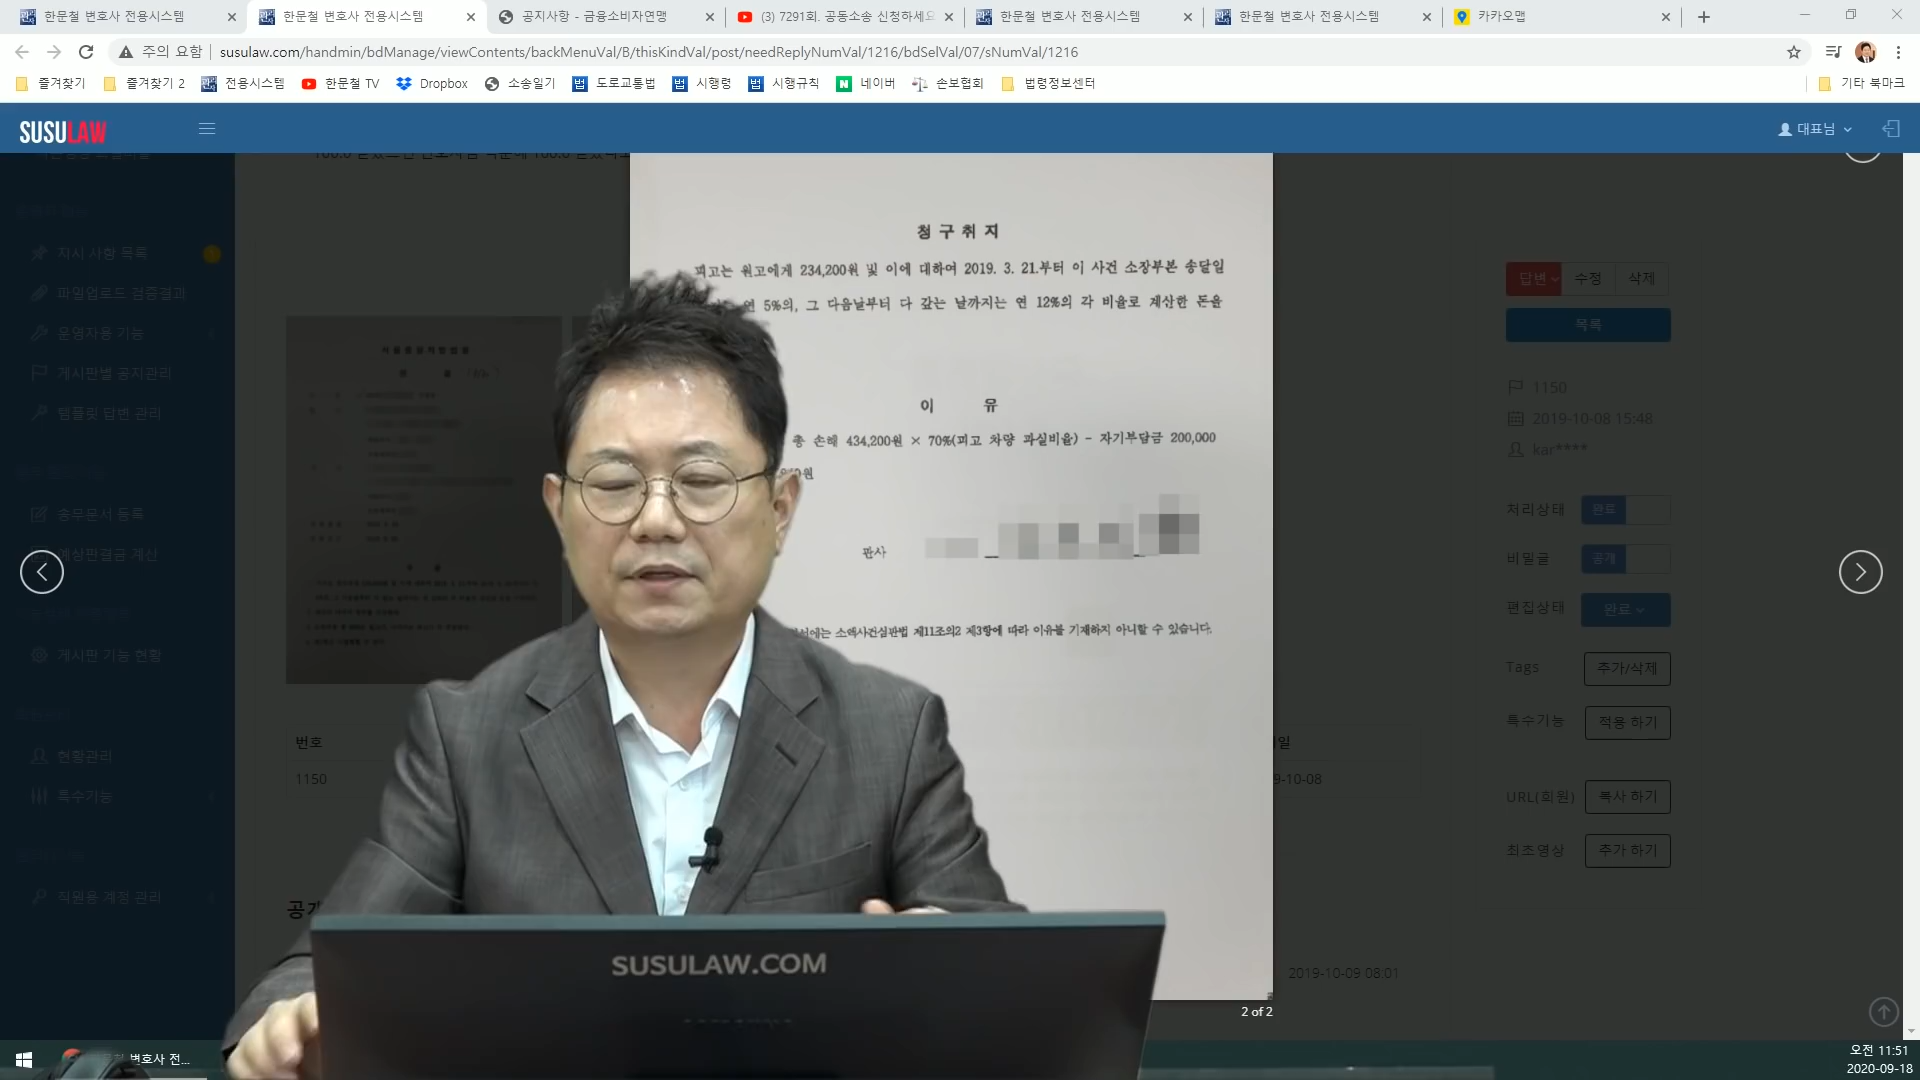 한문철 변호사 전용시스템
한문철 변호사 전용시스템
공지사항 - 금융소비자연맹
(3) 7291회. 공동소송 신청하세요
한문철 변호사 전용시스템
한문철 변호사 전용시스템
카카오맵
주의 요함
susulaw.com/handmin/bdManage/viewContents/backMenuVal/B/thisKindVal/post/needReplyNumVal/1216/bdSelVal/07/sNumVal/1216
즐겨찾기
즐겨찾기 2
전용시스템
한문철 TV
Dropbox
소송일기
도로교통법
시행령
시행규칙
네이버
손보협회
법령정보센터
기타 북마크
SUSULAW
대표님
지시 사항 목록
파일업로드 검증결과
운영자용 기능
게시판별 공지관리
템플릿 답변 관리
송무문서 등록
예상판결금 계산
게시판 기능 현황
현황관리
특수기능
직원용 계정 관리
청 구 취 지
피고는 원고에게 234,200원 및 이에 대하여 2019. 3. 21.부터 이 사건 소장부본 송달일
연 5%의, 그 다음날부터 다 갚는 날까지는 연 12%의 각 비율로 계산한 돈을
이 유
총 손해 434,200원 × 70%(피고 차량 과실비율) - 자기부담금 200,000
원
판사
에는 소액사건심판법 제11조의2 제3항에 따라 이유를 기재하지 아니할 수 있습니다.
답변
수정
삭제
목록
1150
2019-10-08 15:48
kar****
처리상태
완료
비밀글
공개
편집상태
완료
Tags
추가/삭제
특수기능
적용 하기
URL(회원)
복사 하기
최초영상
추가 하기
번호
일
1150
9-10-08
공개
2019-10-09 08:01
2 of 2
SUSULAW.COM
변호사 전...
오전 11:51
2020-09-18